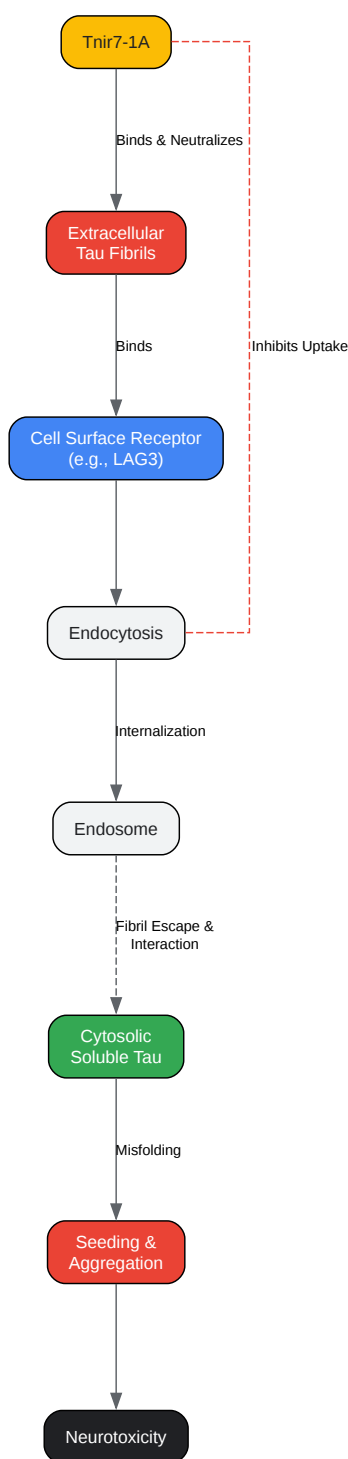 Tnir7-1A
Binds & Neutralizes
Extracellular
Tau Fibrils
Binds
Inhibits Uptake
Cell Surface Receptor
(e.g., LAG3)
Endocytosis
Internalization
Endosome
Fibril Escape &
Interaction
Cytosolic
Soluble Tau
Misfolding
Seeding &
Aggregation
Neurotoxicity